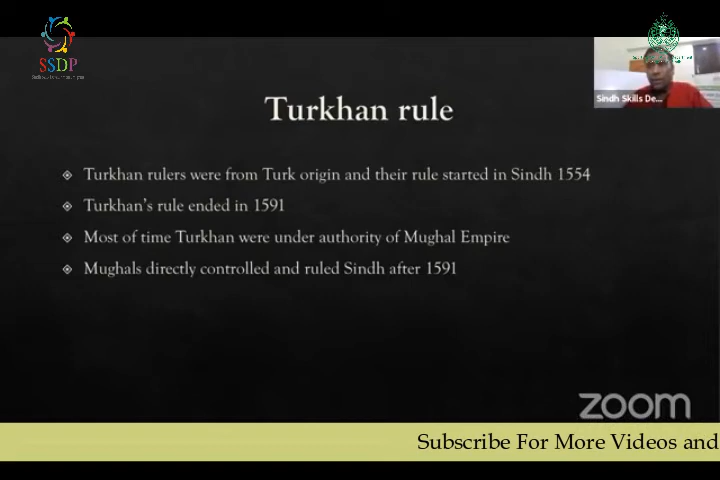 SSDP
Sindh Skills De...
Turkhan rule
Turkhan rulers were from Turk origin and their rule started in Sindh 1554
Turkhan's rule ended in 1591
Most of time Turkhan were under authority of Mughal Empire
Mughals directly controlled and ruled Sindh after 1591
zoom
Subscribe For More Videos and